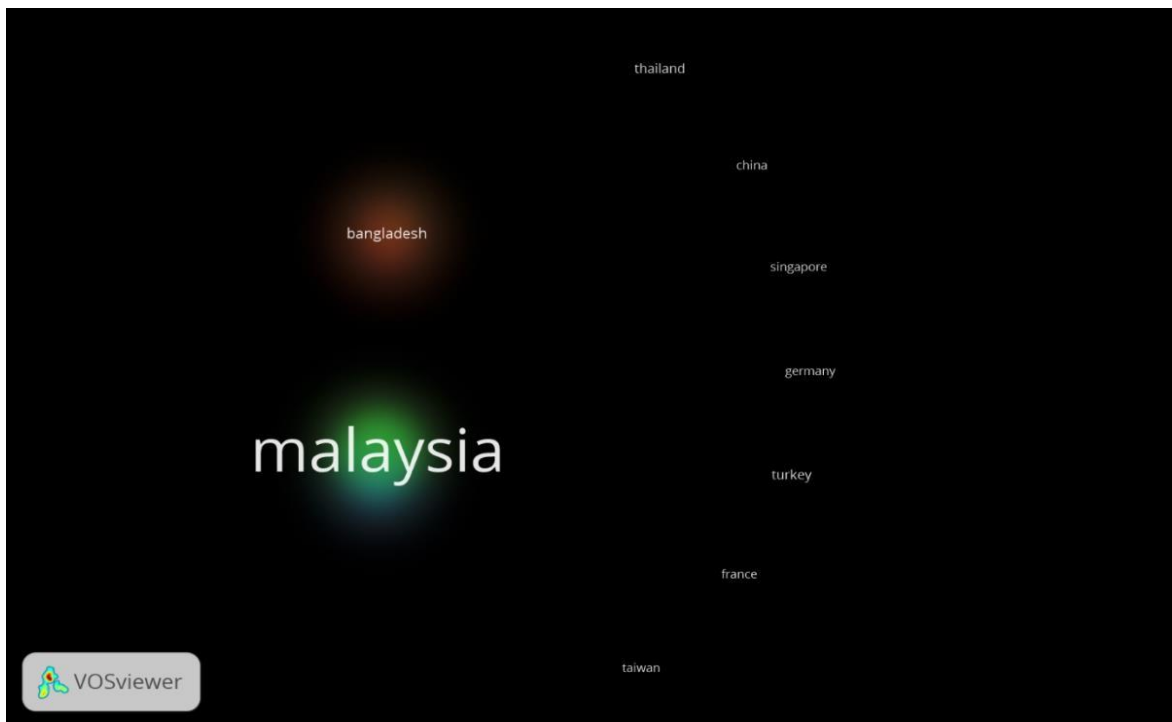 thailand
china
bangladesh
singapore
germany
malaysia
turkey
france
taiwan
VOSviewer